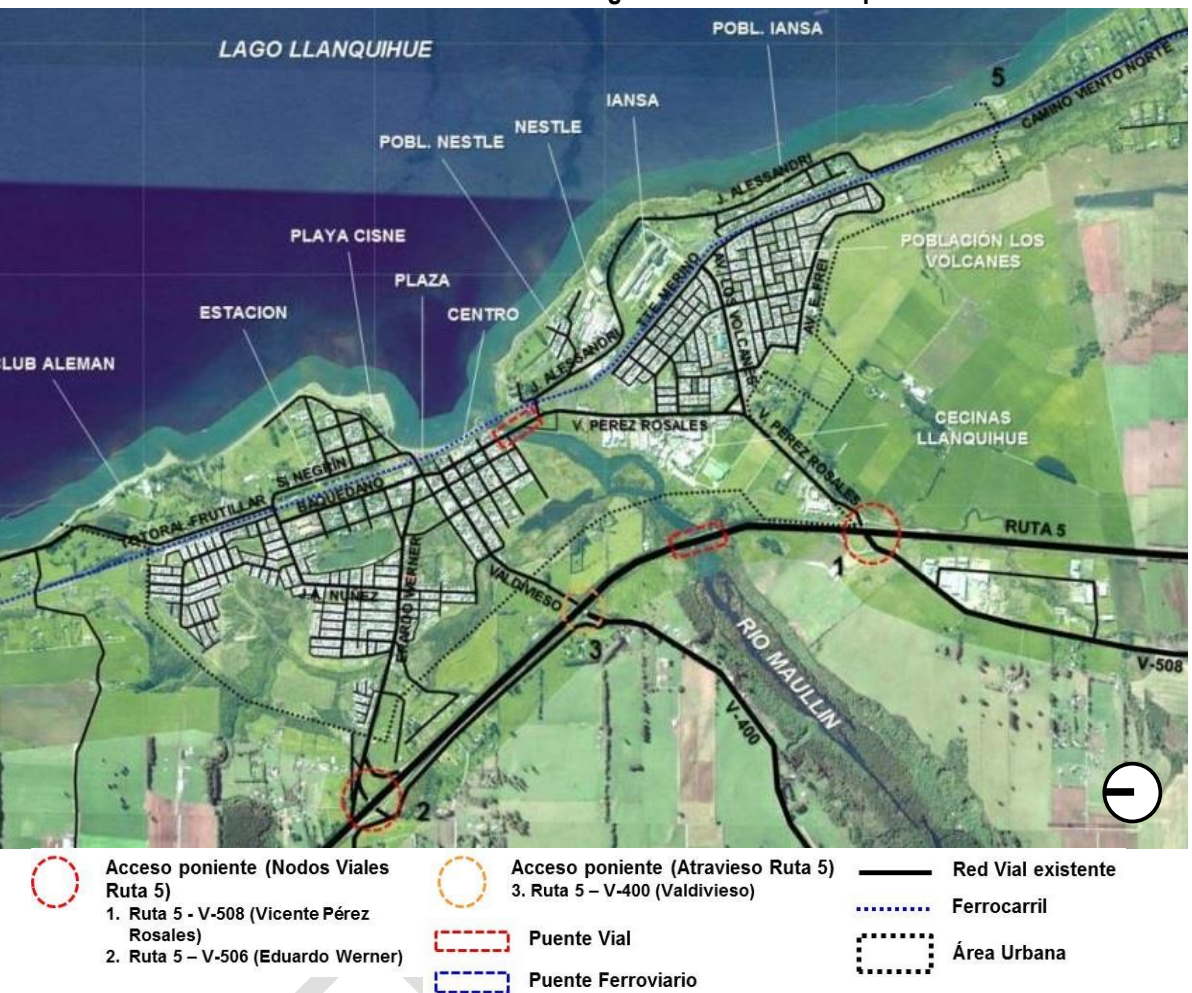 LAGO LLANQUIHUE
POBL. IANSA
5
IANSA
CAMINO VIENTO NORTE
NESTLE
POBL. NESTLE
J. ALESSANDRI
PLAYA CISNE
POBLACIÓN LOS
VOLCANES
PLAZA
TTE. MERINO
AV. LOS VOLCANES
AV. E. FREI
ESTACION
CENTRO
CLUB ALEMAN
J. ALESSANDRI
V. PEREZ ROSALES
CECINAS
LLANQUIHUE
V. PEREZ ROSALES
S. NEGRIN
BAQUEDANO
TOTORAL-FRUTILLAR
RUTA 5
1
VALDIVIESO
J.A. NUÑEZ
EDUARDO WERNER
3
RIO MAULLIN
V-508
V-400
2
Acceso poniente (Nodos Viales
Ruta 5)
1. Ruta 5 - V-508 (Vicente Pérez
Rosales)
2. Ruta 5 – V-506 (Eduardo Werner)
Acceso poniente (Atravieso Ruta 5)
3. Ruta 5 – V-400 (Valdivieso)
Puente Vial
Puente Ferroviario
Red Vial existente
Ferrocarril
Área Urbana